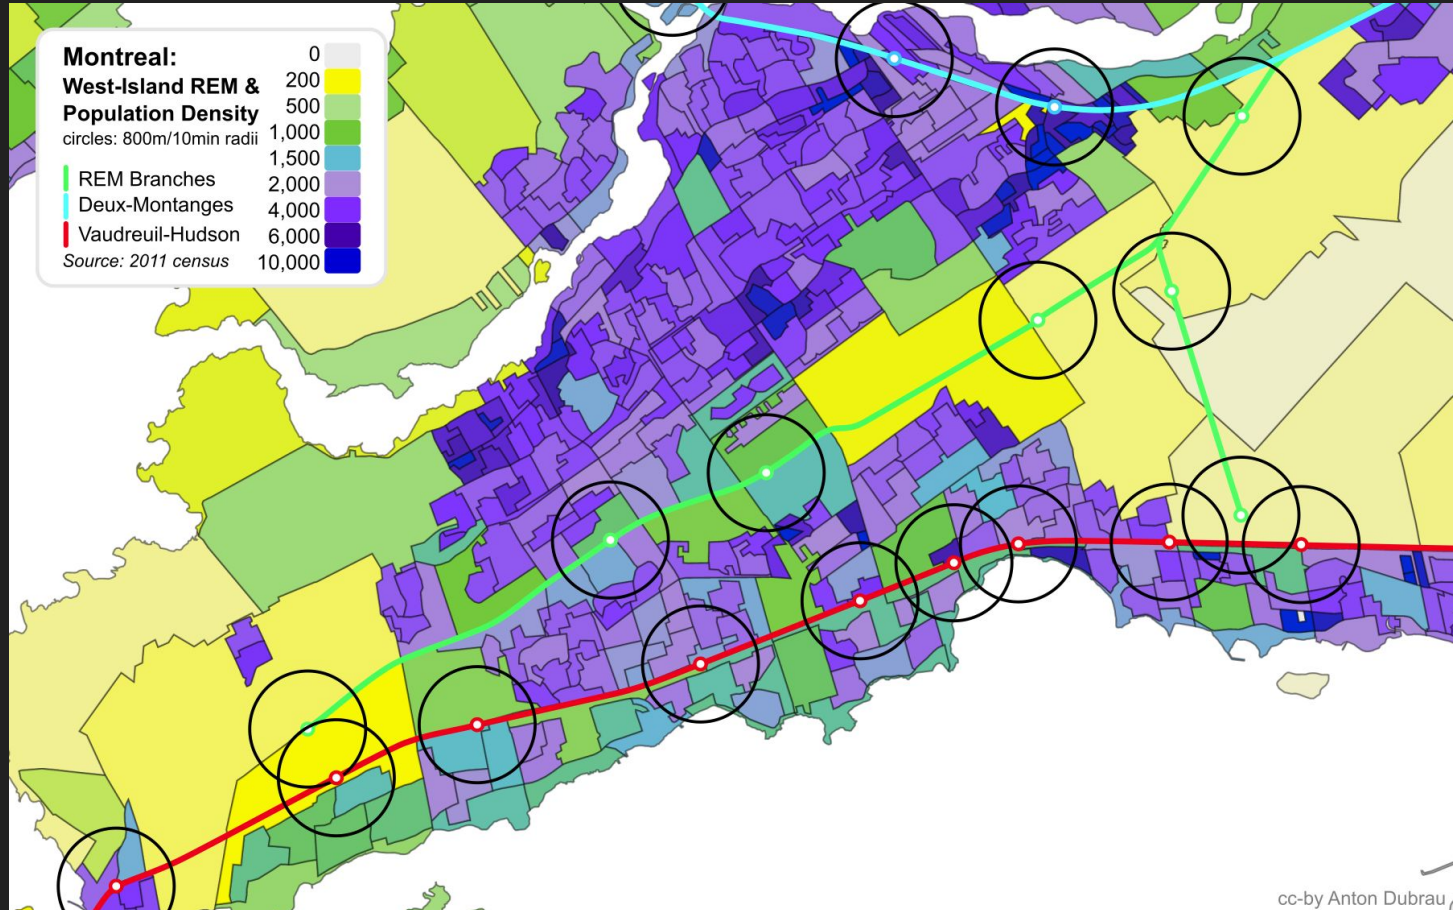 Montreal:
West-Island REM &
Population Density
circles: 800m/10min radii
REM Branches
Deux-Montanges
Vaudreuil-Hudson
Source: 2011 census
0
200
500
1,000
1,500
2,000
4,000
6,000
10,000
cc-by Anton Dubrau